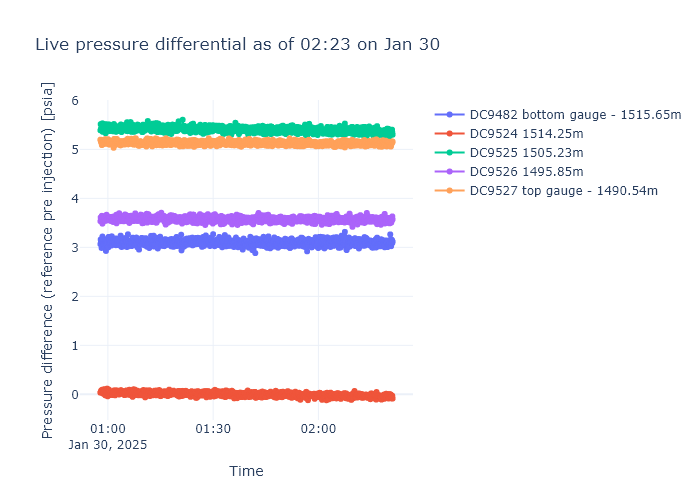 Live pressure differential as of 02:23 on Jan 30
Pressure difference (reference pre injection) [psia]
6
5
4
3
2
1
0
01:00
Jan 30, 2025
01:30
02:00
Time
DC9482 bottom gauge - 1515.65m
DC9524 1514.25m
DC9525 1505.23m
DC9526 1495.85m
DC9527 top gauge - 1490.54m